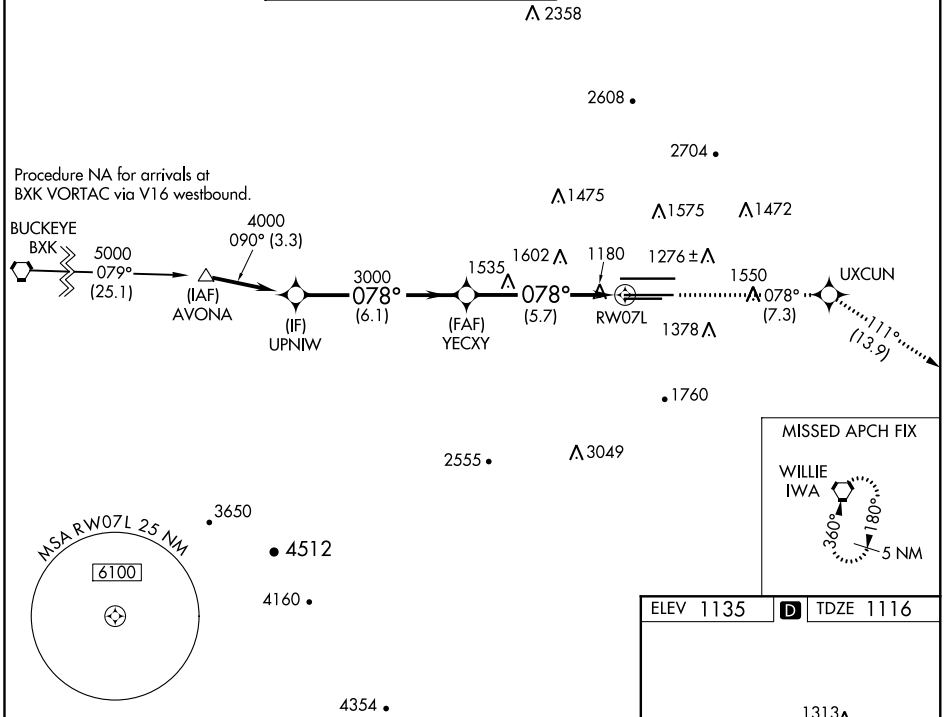 2358
2608
2704
Procedure NA for arrivals at
BXK VORTAC via V16 westbound.
1475
1575
1472
BUCKEYE
BXK
5000
079°
(25.1)
4000
090° (3.3)
(IAF)
AVONA
(IF)
UPNIW
3000
078°
(6.1)
1535
1602
(FAF)
YECXY
078°
(5.7)
1180
1276±
RW07L
1550
078°
(7.3)
UXCUN
1378
111°
(13.9)
1760
2555
3049
MISSED APCH FIX
WILLIE
IWA
360°
180°
5 NM
MSA RW07L 25 NM
6100
3650
4512
4160
4354
ELEV 1135
D
TDZE 1116
1313